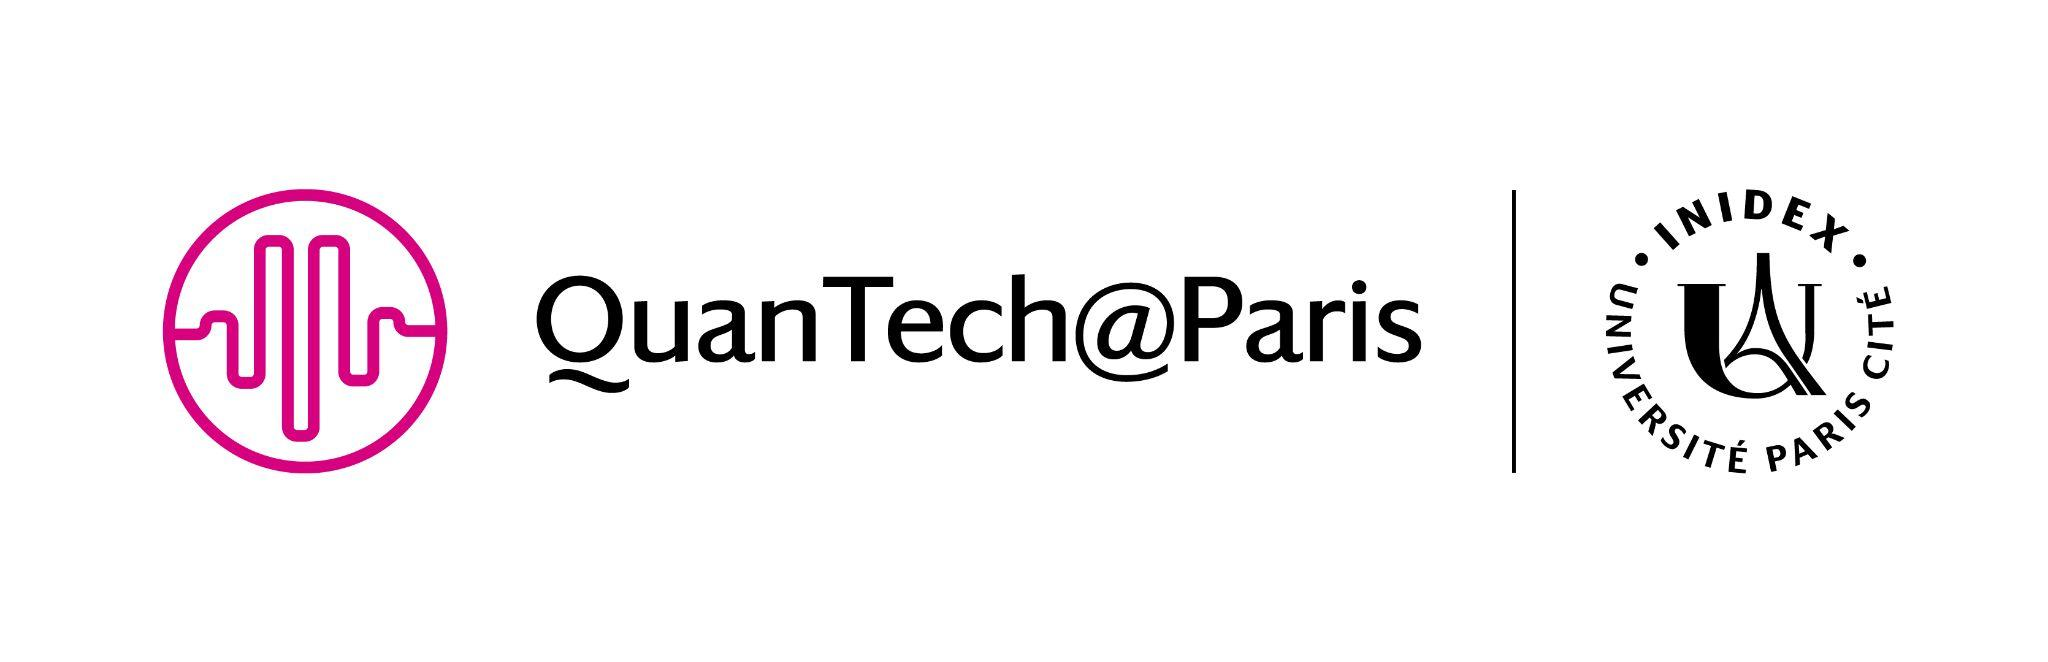 QuanTech@Paris
• INIDEX •
UNIVERSITÉ PARIS CITÉ